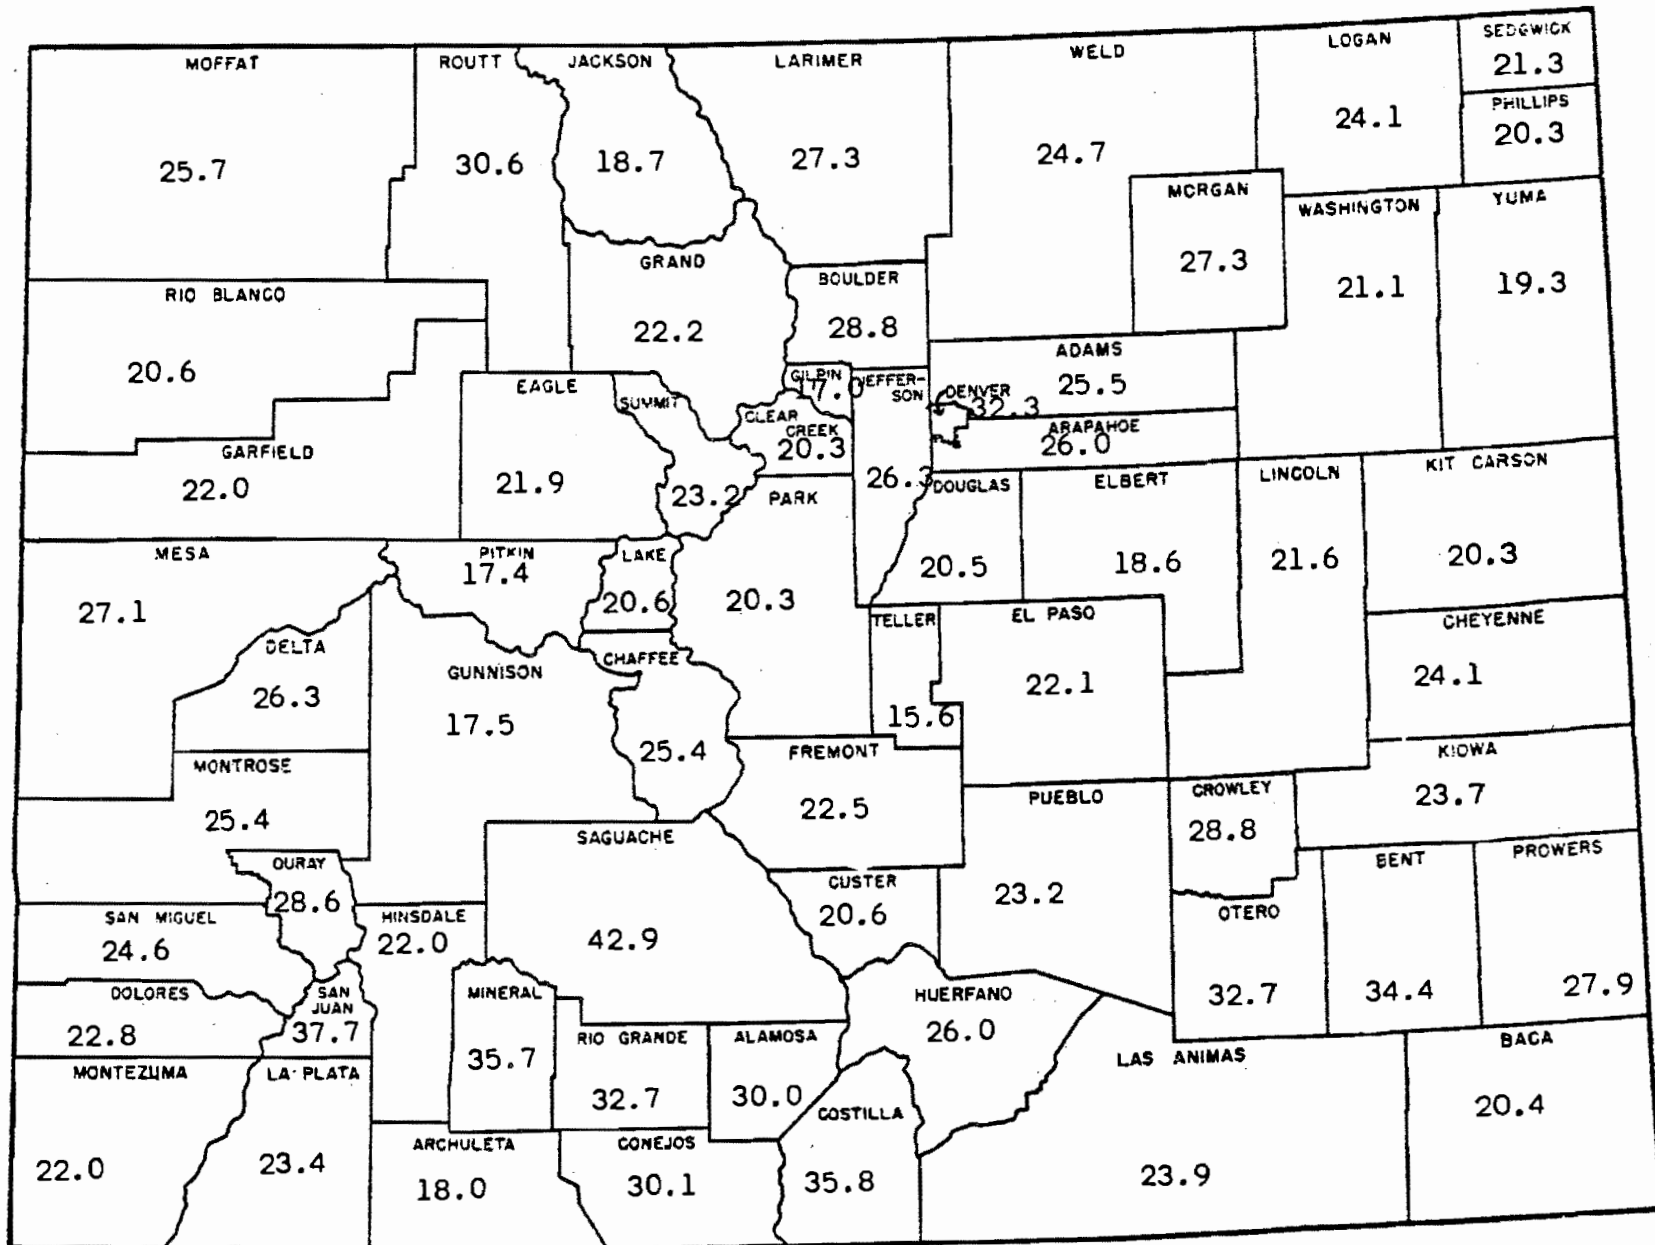 MOFFAT
25.7
ROUTT
30.6
JACKSON
18.7
LARIMER
27.3
WELD
24.7
LOGAN
24.1
SEDGWICK
21.3
PHILLIPS
20.3
MORGAN
27.3
WASHINGTON
21.1
YUMA
19.3
RIO BLANCO
20.6
GRAND
22.2
BOULDER
28.8
ADAMS
25.5
GILPIN
17.0
JEFFER-
SON
26.3
DENVER
32.3
ARAPAHOE
26.0
CLEAR
CREEK
20.3
EAGLE
21.9
SUMMIT
23.2
GARFIELD
22.0
PARK
20.3
DOUGLAS
20.5
ELBERT
18.6
LINCOLN
21.6
KIT CARSON
20.3
MESA
27.1
PITKIN
17.4
LAKE
20.6
TELLER
15.6
EL PASO
22.1
CHEYENNE
24.1
DELTA
26.3
GUNNISON
17.5
CHAFFEE
25.4
FREMONT
22.5
KIOWA
23.7
MONTROSE
25.4
PUEBLO
23.2
CROWLEY
28.8
SAGUACHE
42.9
OURAY
28.6
CUSTER
20.6
BENT
34.4
PROWERS
27.9
SAN MIGUEL
24.6
HINSDALE
22.0
OTERO
32.7
DOLORES
22.8
SAN
JUAN
37.7
MINERAL
35.7
RIO GRANDE
32.7
ALAMOSA
30.0
HUERFANO
26.0
LAS ANIMAS
23.9
BACA
20.4
MONTEZUMA
22.0
LA PLATA
23.4
ARCHULETA
18.0
CONEJOS
30.1
COSTILLA
35.8